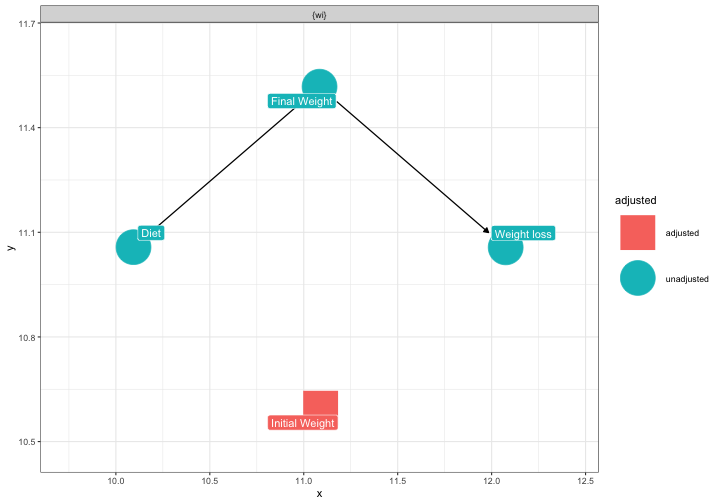 {wi}
11.7
11.4
11.1
10.8
10.5
y
Final Weight
Diet
Weight loss
Initial Weight
10.0
10.5
11.0
11.5
12.0
12.5
x
adjusted
adjusted
unadjusted